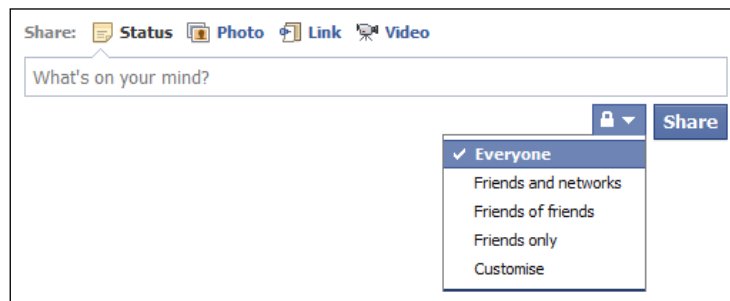 Share: Status Photo Link Video
What's on your mind?
Share
Everyone
Friends and networks
Friends of friends
Friends only
Customise